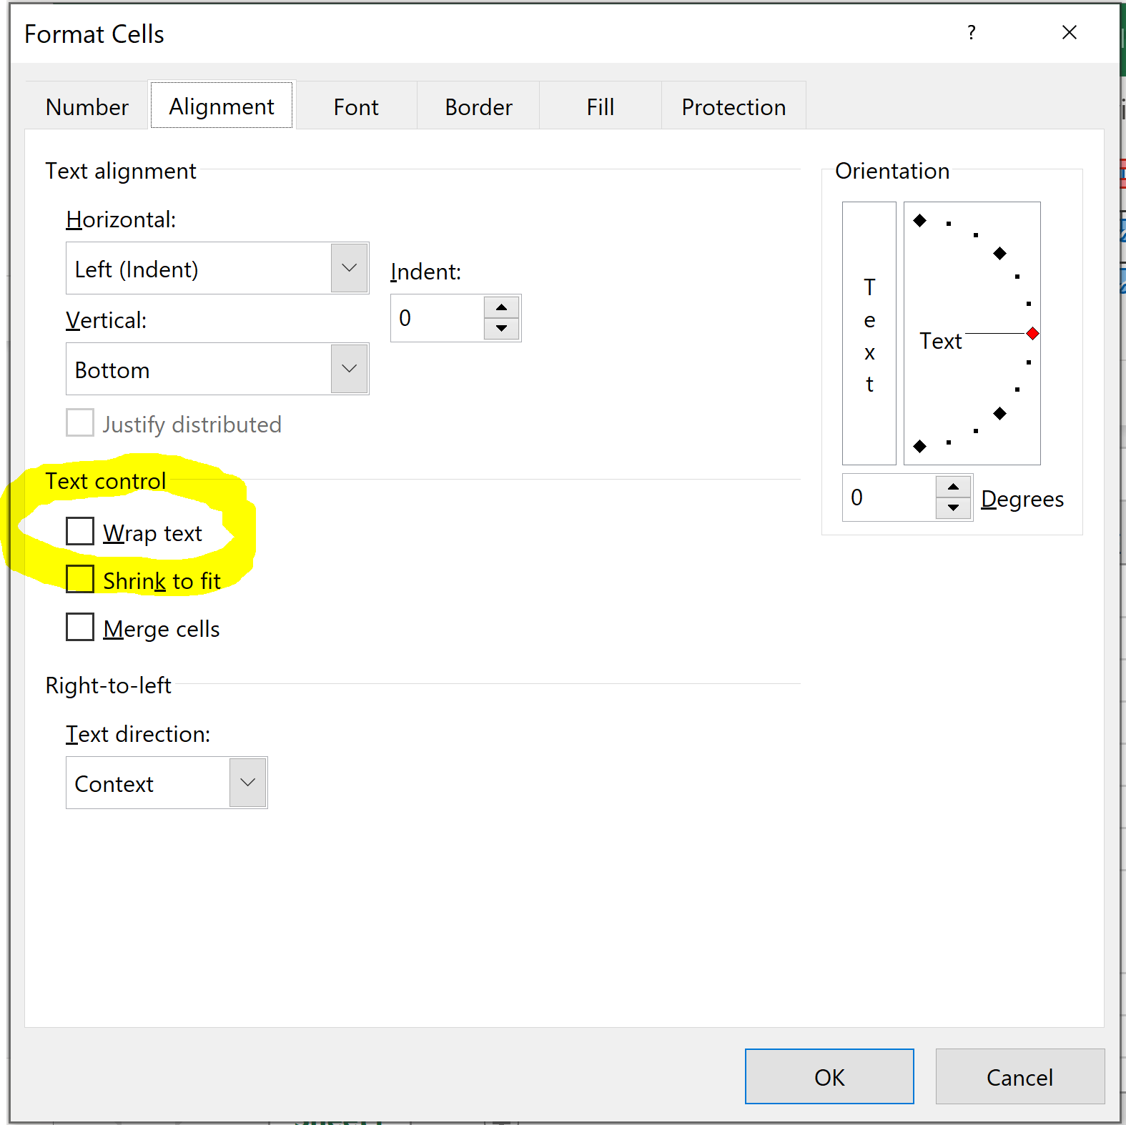 Format Cells
?
Number Alignment Font Border Fill Protection
Text alignment
Horizontal:
Left (Indent)
Indent:
0
Vertical:
Bottom
Justify distributed
Text control
Wrap text
Shrink to fit
Merge cells
Right-to-left
Text direction:
Context
Orientation
Text
Text
0 Degrees
OK Cancel